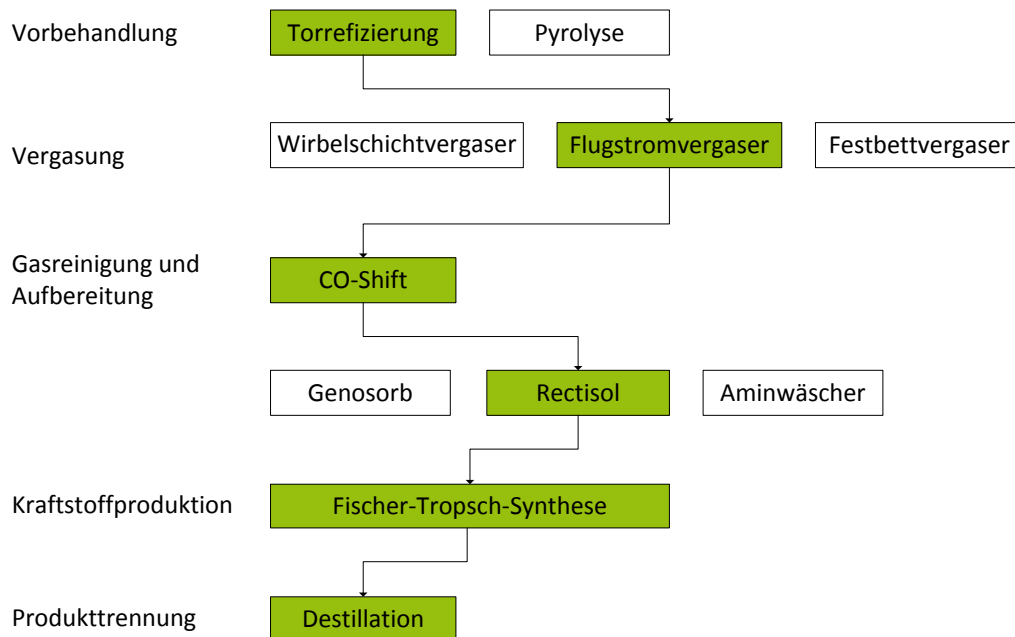 Vorbehandlung
Torrefizierung
Pyrolyse
Vergasung
Wirbelschichtvergaser
Flugstromvergaser
Festbettvergaser
Gasreinigung und
Aufbereitung
CO-Shift
Genosorb
Rectisol
Aminwäscher
Kraftstoffproduktion
Fischer-Tropsch-Synthese
Produkttrennung
Destillation